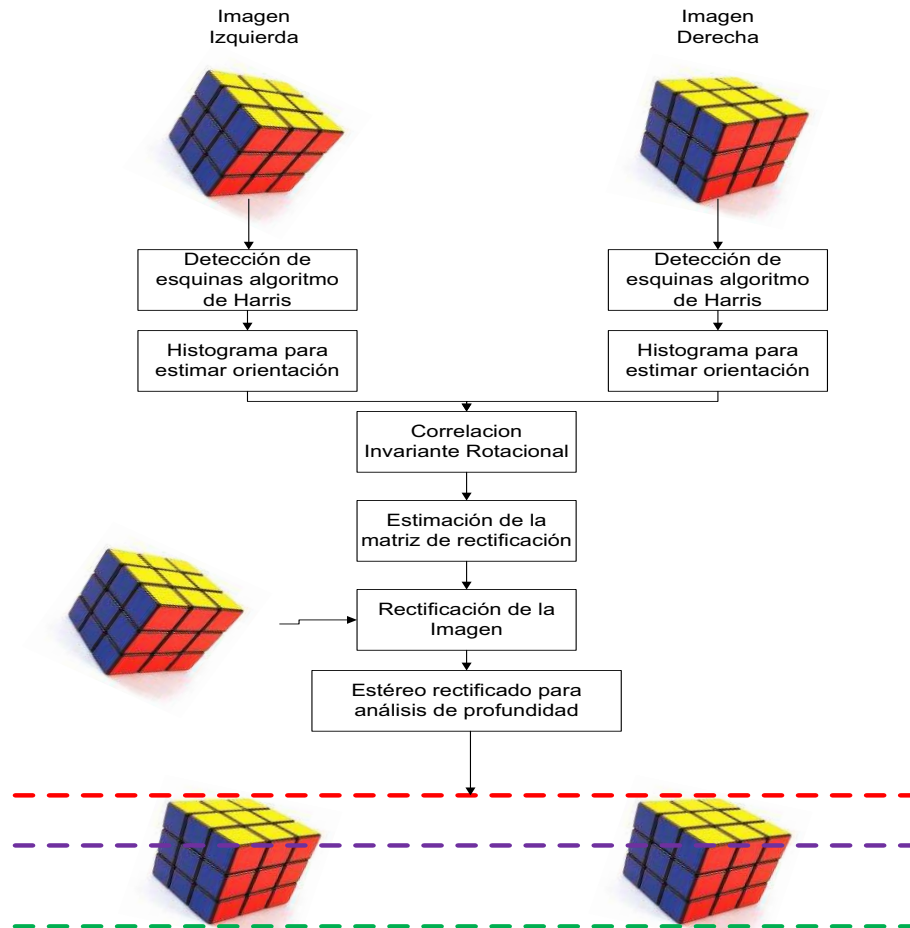 Imagen
Izquierda
Imagen
Derecha
Detección de
esquinas algoritmo
de Harris
Detección de
esquinas algoritmo
de Harris
Histograma para
estimar orientación
Histograma para
estimar orientación
Correlacion
Invariante Rotacional
Estimación de la
matriz de rectificación
Rectificación de la
Imagen
Estéreo rectificado para
análisis de profundidad